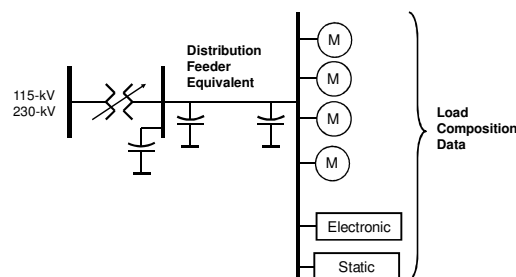 115-kV
230-kV
Distribution
Feeder
Equivalent
M
M
M
M
Electronic
Static
Load
Composition
Data